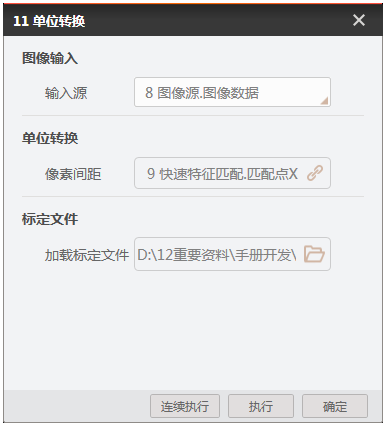 11 单位转换
图像输入
输入源 8 图像源.图像数据
单位转换
像素间距 9 快速特征匹配.匹配点X
标定文件
加载标定文件 D:\12重要资料\手册开发\
连续执行 执行 确定